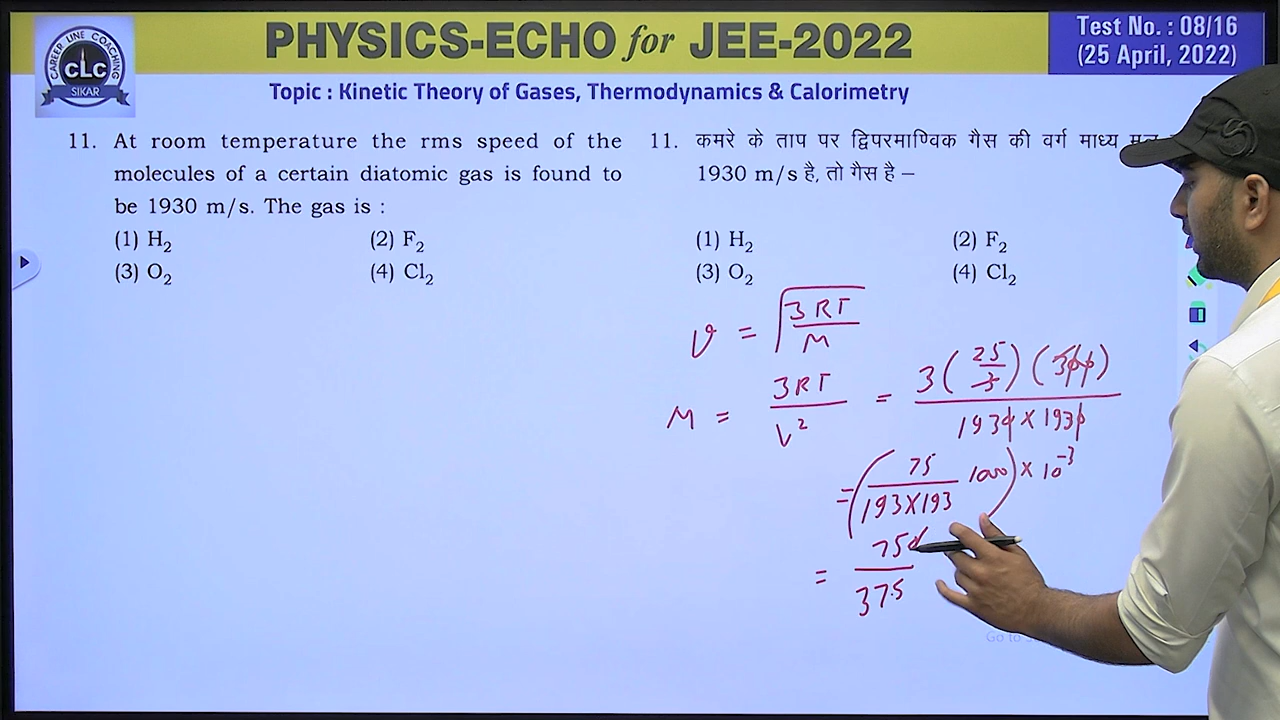 CAREER LINE COACHING
CLC
SIKAR
PHYSICS-ECHO for JEE-2022
Test No. : 08/16
(25 April, 2022)
Topic : Kinetic Theory of Gases, Thermodynamics & Calorimetry
11. At room temperature the rms speed of the
molecules of a certain diatomic gas is found to
be 1930 m/s. The gas is :
(1) H₂ (2) F₂
(3) O₂ (4) Cl₂
11. कमरे के ताप पर द्विपरमाण्विक गैस की वर्ग माध्य मूल
1930 m/s है, तो गैस है –
(1) H₂ (2) F₂
(3) O₂ (4) Cl₂
v = √(3RT/M)
M = 3RT/V² = 3(25/3)(300)/1930×1930
= (75/193×193 1000) × 10⁻³
= 750/375